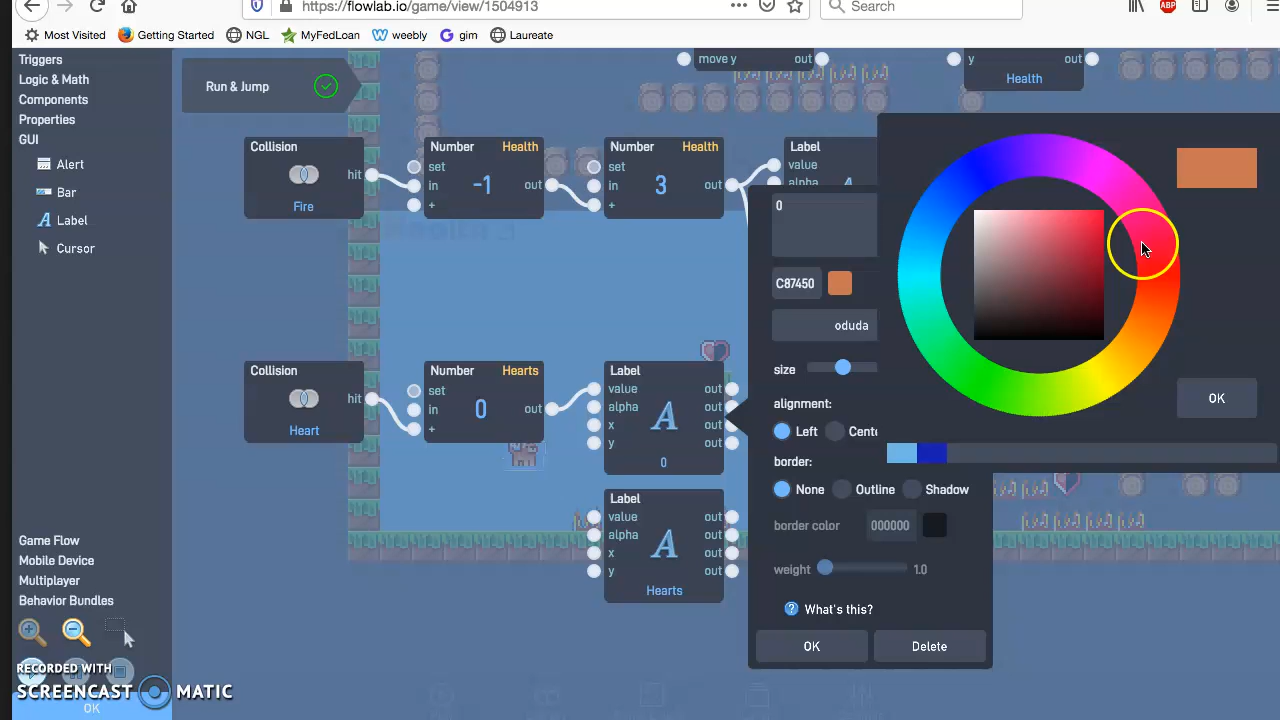 https://flowlab.io/game/view/1504913
Search
Most Visited
Getting Started
NGL
MyFedLoan
weebly
gim
Laureate
ABP
Triggers
Logic & Math
Components
Properties
GUI
Alert
Bar
A Label
Cursor
Game Flow
Mobile Device
Multiplayer
Behavior Bundles
RECORDED WITH
SCREENCAST MATIC
OK
Run & Jump
move y out
y out
Health
Collision
hit
Fire
Number Health
set
in -1 out
+
Number Health
set
in 3 out
+
Label
value
alpha
Collision
hit
Heart
Number Hearts
set
in 0 out
+
Label
value out
alpha out
A
x out
y out
0
Label
value out
alpha out
A
x out
y out
Hearts
0
C87450
oduda
size
alignment:
Left Cente
border:
None Outline Shadow
border color 000000
weight 1.0
? What's this?
OK Delete
OK